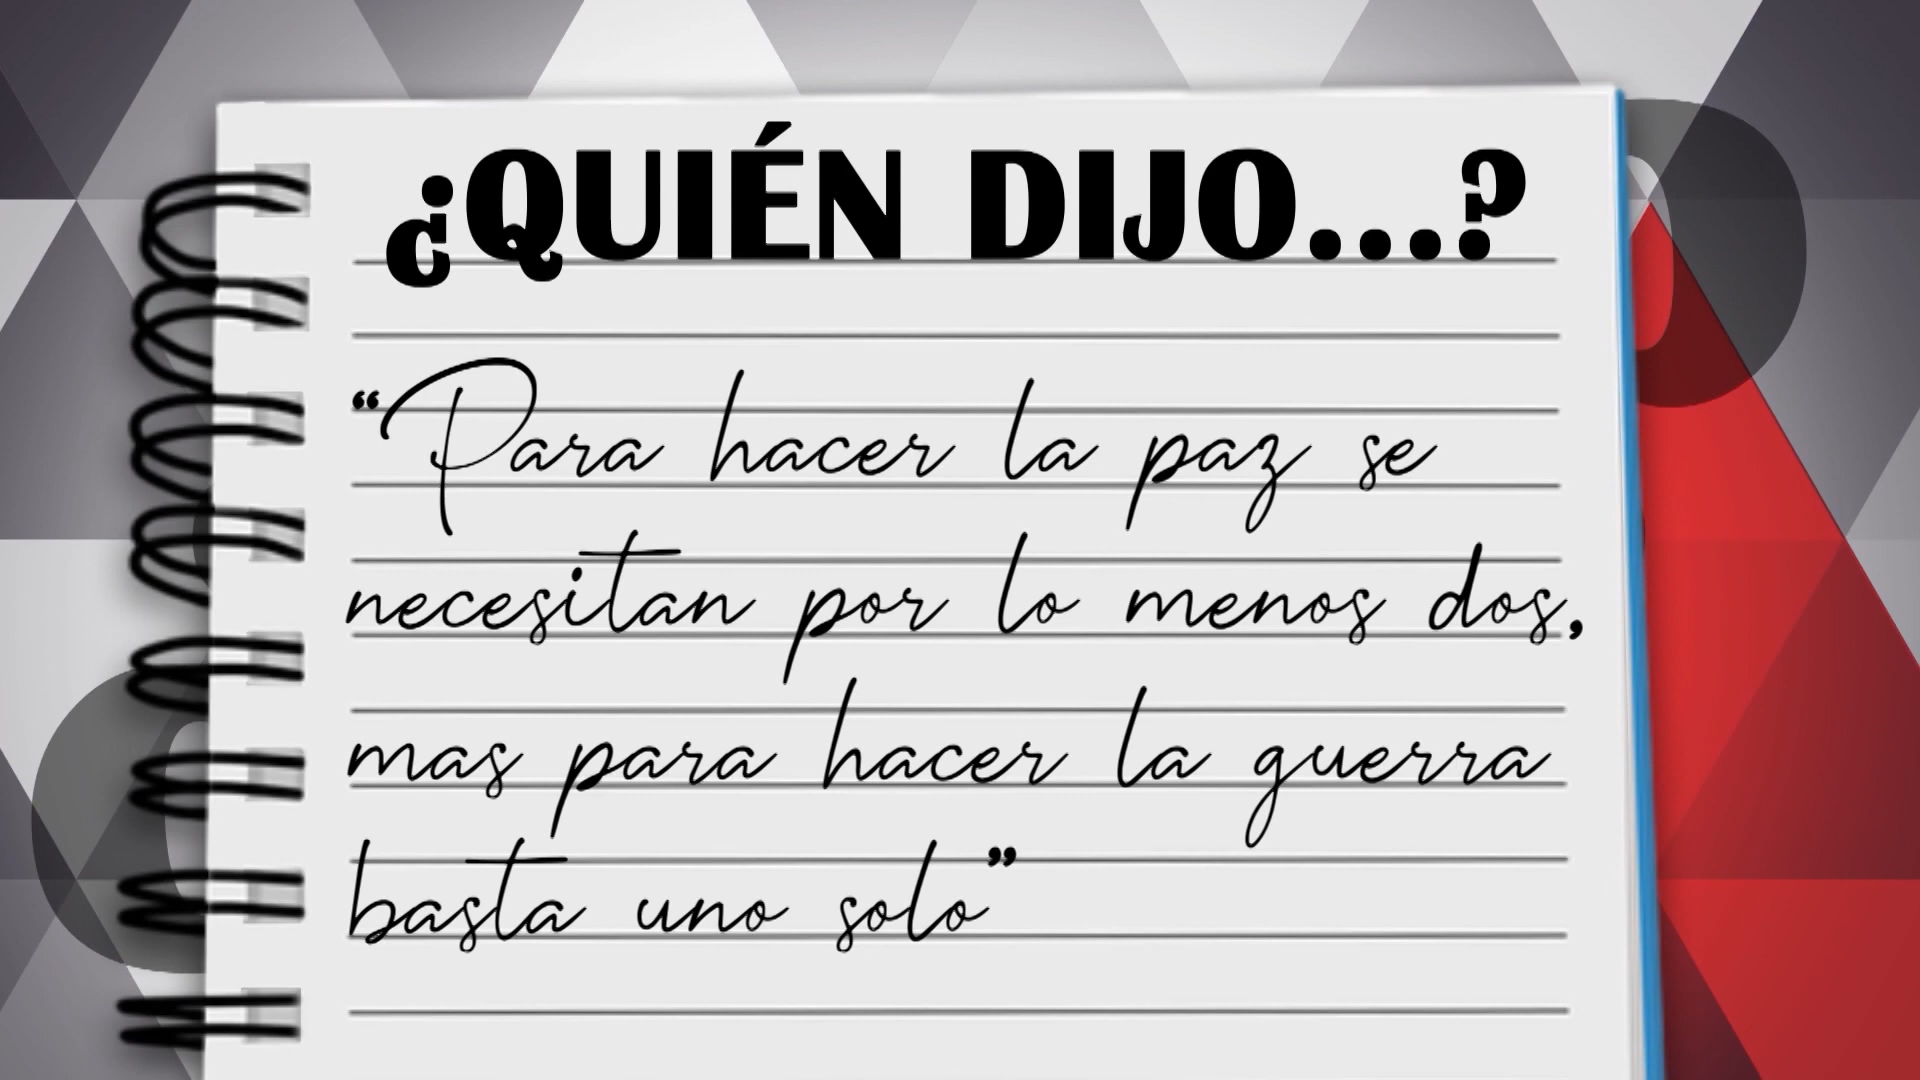 ¿QUIÉN DIJO...?
“Para hacer la paz se
necesitan por lo menos dos,
mas para hacer la guerra
basta uno solo”